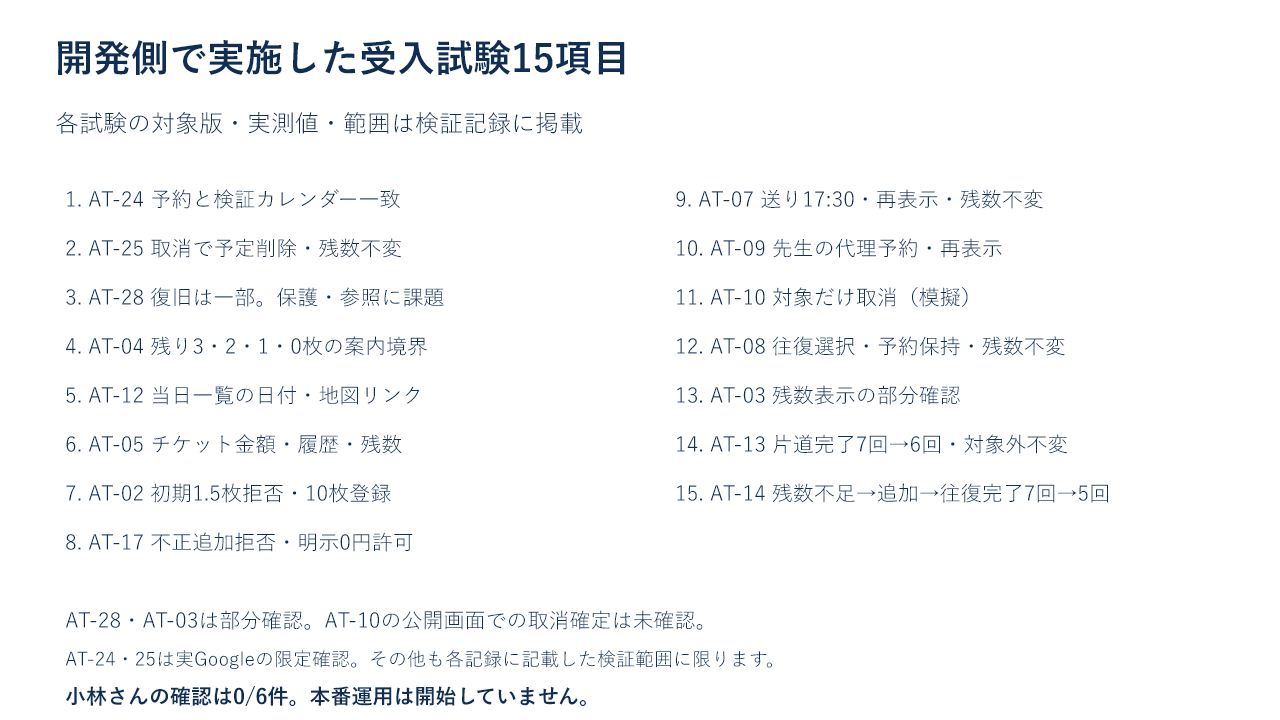 開発側で実施した受入試験15項目
各試験の対象版・実測値・範囲は検証記録に掲載
1. AT-24 予約と検証カレンダー一致
2. AT-25 取消で予定削除・残数不変
3. AT-28 復旧は一部。保護・参照に課題
4. AT-04 残り3・2・1・0枚の案内境界
5. AT-12 当日一覧の日付・地図リンク
6. AT-05 チケット金額・履歴・残数
7. AT-02 初期1.5枚拒否・10枚登録
8. AT-17 不正追加拒否・明示0円許可
9. AT-07 送り17:30・再表示・残数不変
10. AT-09 先生の代理予約・再表示
11. AT-10 対象だけ取消（模擬）
12. AT-08 往復選択・予約保持・残数不変
13. AT-03 残数表示の部分確認
14. AT-13 片道完了7回→6回・対象外不変
15. AT-14 残数不足→追加→往復完了7回→5回
AT-28・AT-03は部分確認。AT-10の公開画面での取消確定は未確認。
AT-24・25は実Googleの限定確認。その他も各記録に記載した検証範囲に限ります。
小林さんの確認は0/6件。本番運用は開始していません。